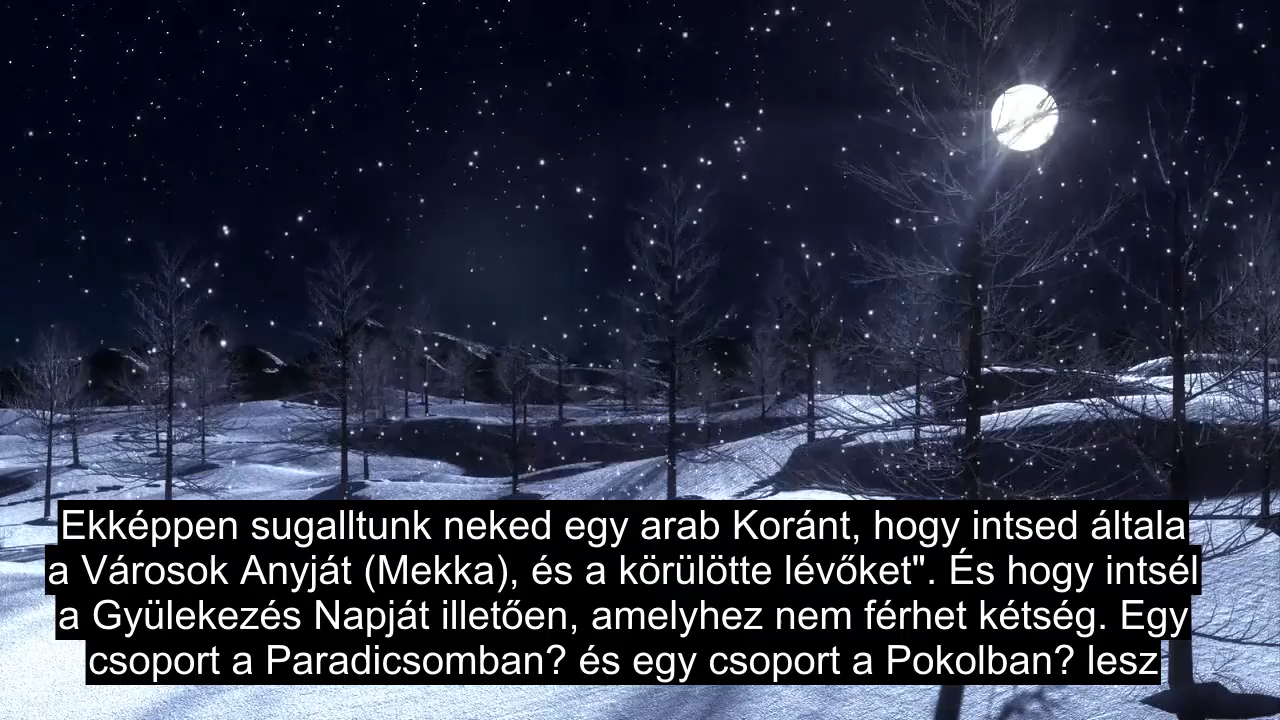 Ekképpen sugalltunk neked egy arab Koránt, hogy intsed általa
a Városok Anyját (Mekka), és a körülötte lévőket". És hogy intsél
a Gyülekezés Napját illetően, amelyhez nem férhet kétség. Egy
csoport a Paradicsomban? és egy csoport a Pokolban? lesz